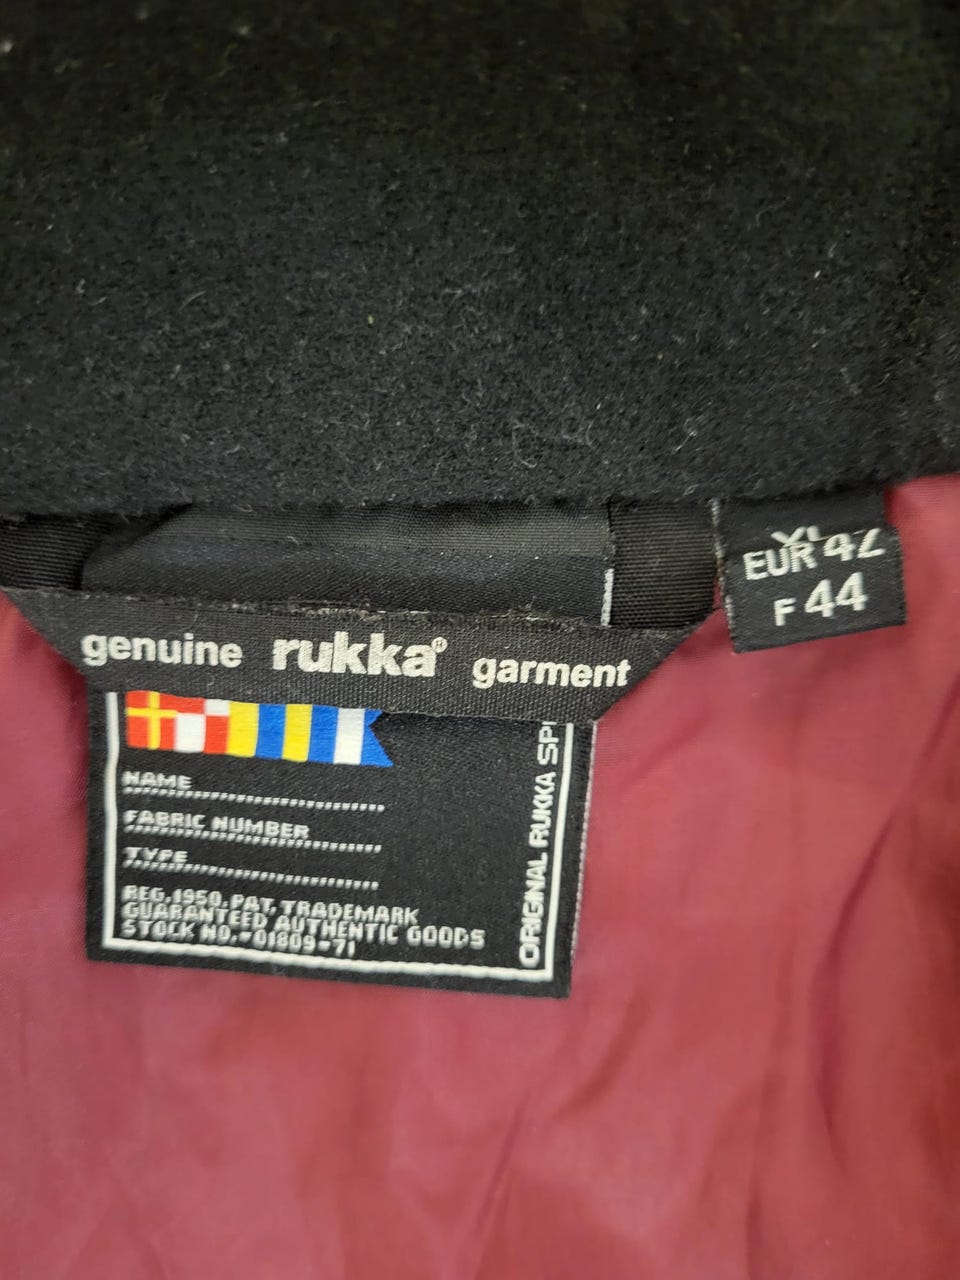 XL
EUR 42
F 44
genuine rukka® garment
NAME
FABRIC NUMBER
TYPE
REG. 1950. PAT. TRADEMARK
GUARANTEED AUTHENTIC GOODS
STOCK NO.-01809-71
ORIGINAL RUKKA